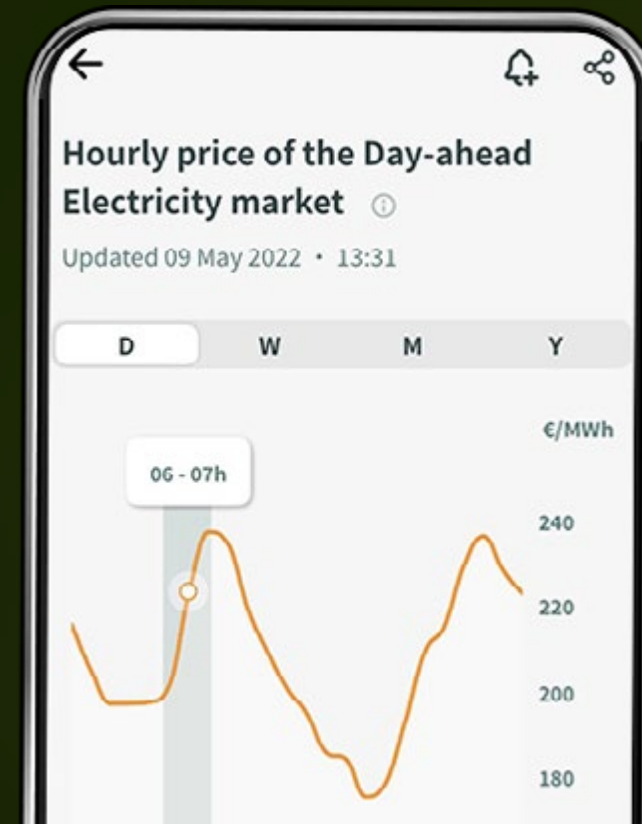 Hourly price of the Day-ahead
Electricity market
Updated 09 May 2022 • 13:31
D W M Y
€/MWh
06 - 07h
240
220
200
180